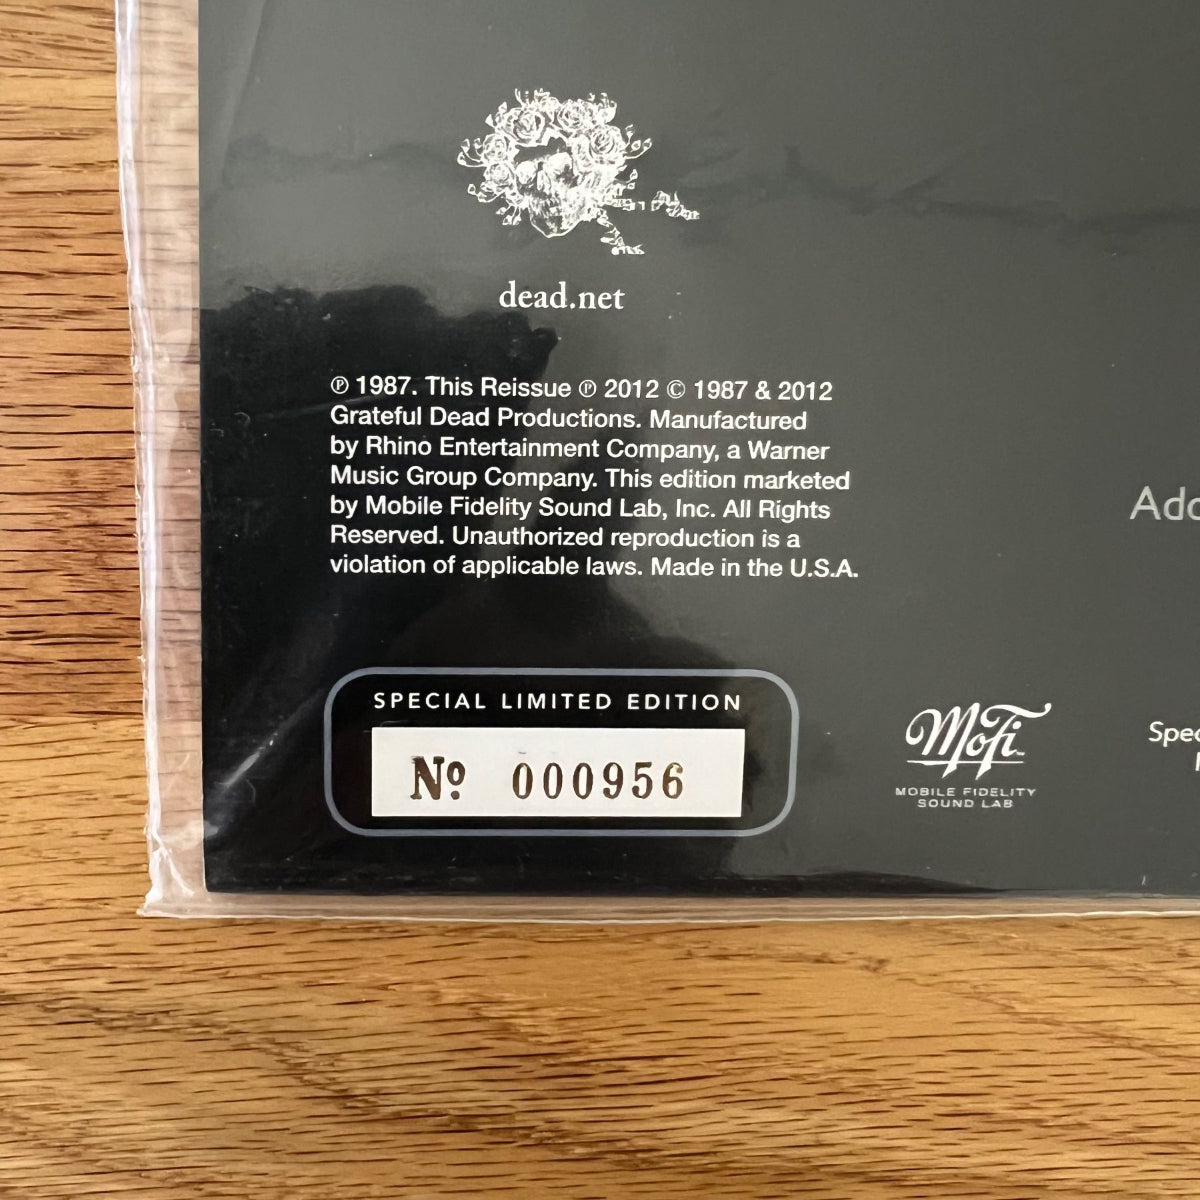 dead.net
℗ 1987. This Reissue ℗ 2012 © 1987 & 2012
Grateful Dead Productions. Manufactured
by Rhino Entertainment Company, a Warner
Music Group Company. This edition marketed
by Mobile Fidelity Sound Lab, Inc. All Rights
Reserved. Unauthorized reproduction is a
violation of applicable laws. Made in the U.S.A.
SPECIAL LIMITED EDITION
Nº 000956
MoFi
MOBILE FIDELITY
SOUND LAB